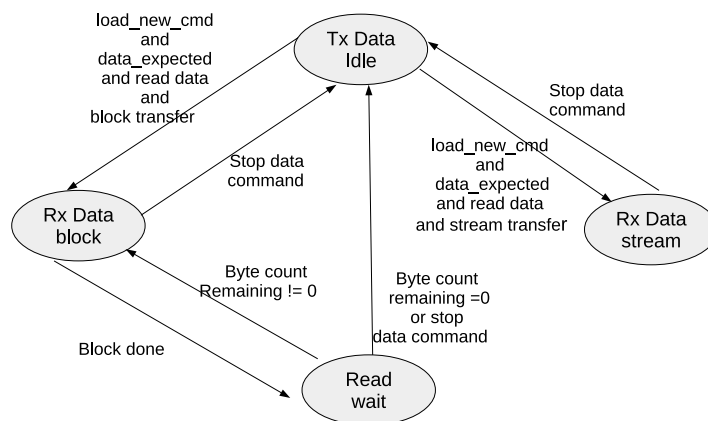 load_new_cmd
and
data_expected
and read data
and
block transfer
Tx Data
Idle
Stop data
command
Stop data
command
load_new_cmd
and
data_expected
and read data
and stream transfer
Rx Data
block
Rx Data
stream
Byte count
Remaining != 0
Byte count
remaining =0
or stop
data command
Block done
Read
wait